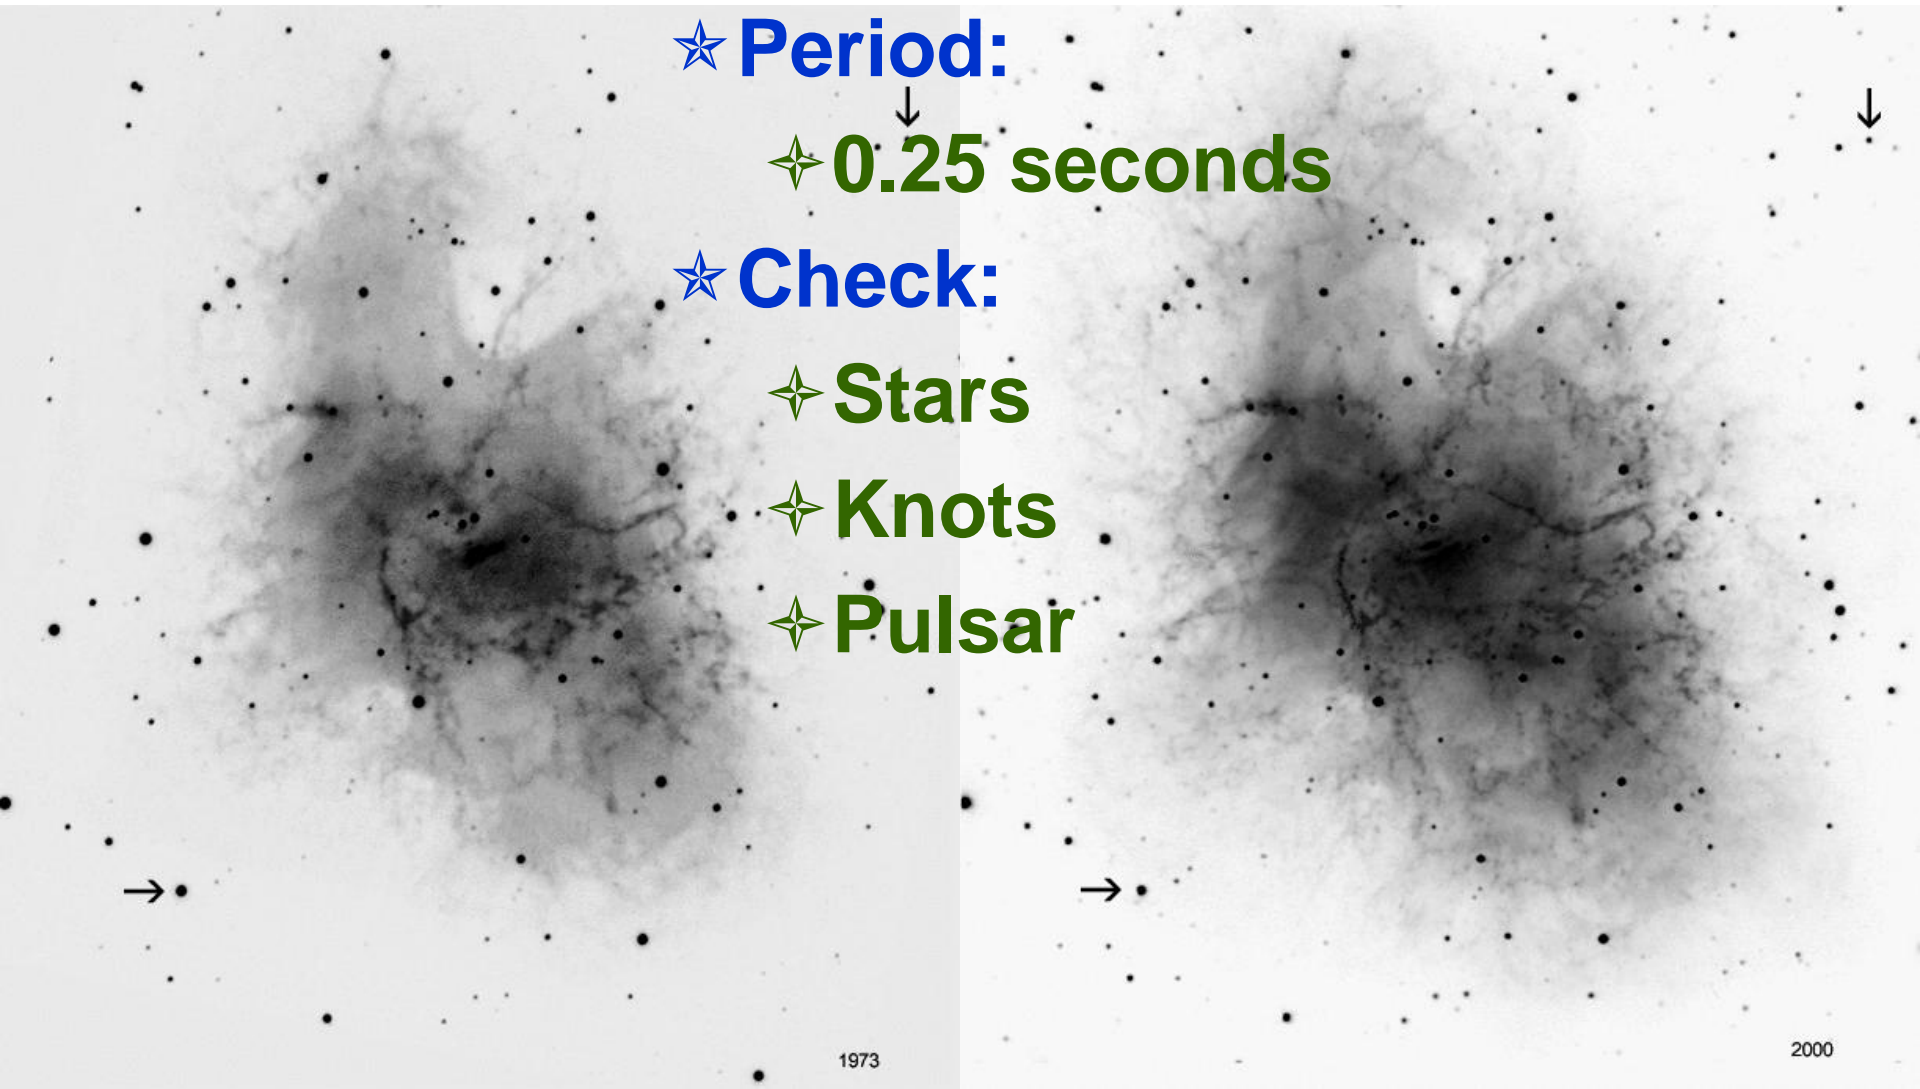 Period:
0.25 seconds
Check:
Stars
Knots
Pulsar
1973
2000